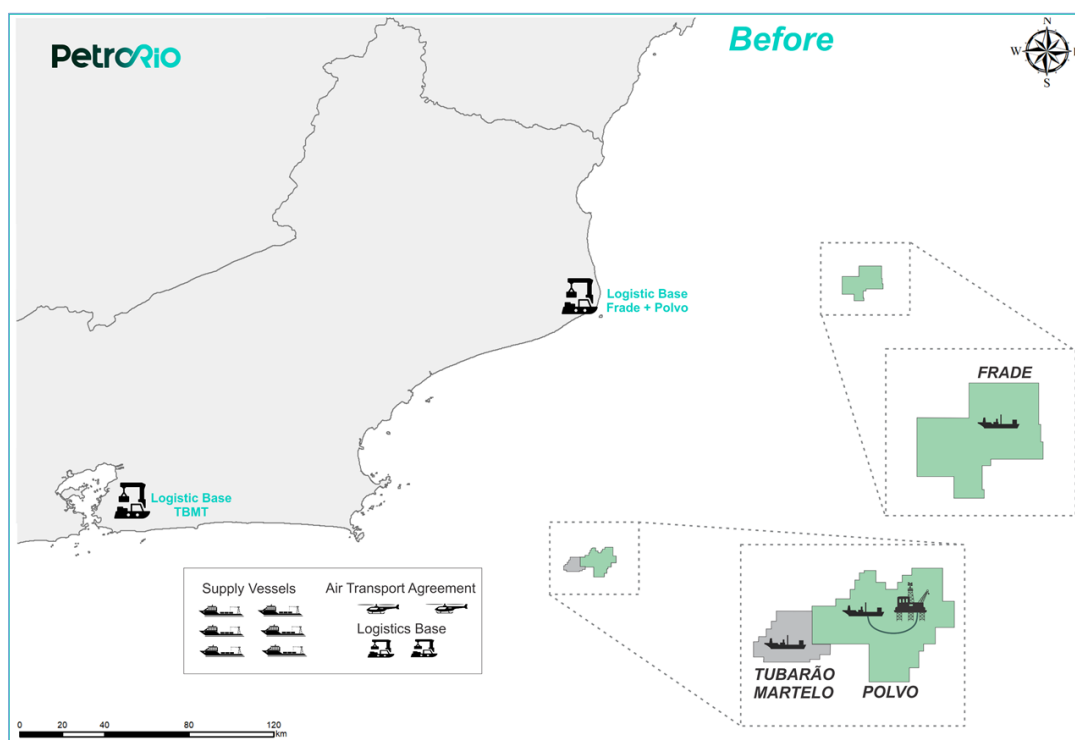 PetroRio
Before
N
W
S
Logistic Base
Frade + Polvo
FRADE
Logistic Base
TBMT
Supply Vessels
Air Transport Agreement
Logistics Base
TUBARÃO
MARTELO
POLVO
0 20 40 80 120
km